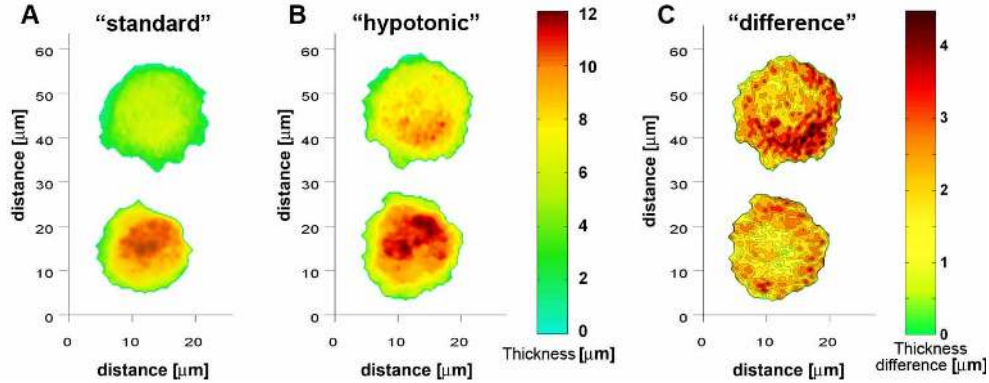 A
"standard"
60
50
40
30
20
10
0
0
10
20
distance [μm]
distance [μm]
B
"hypotonic"
60
50
40
30
20
10
0
0
10
20
distance [μm]
distance [μm]
12
10
8
6
4
2
0
Thickness [μm]
C
"difference"
60
50
40
30
20
10
0
0
10
20
distance [μm]
distance [μm]
4
3
2
1
0
Thickness
difference [μm]